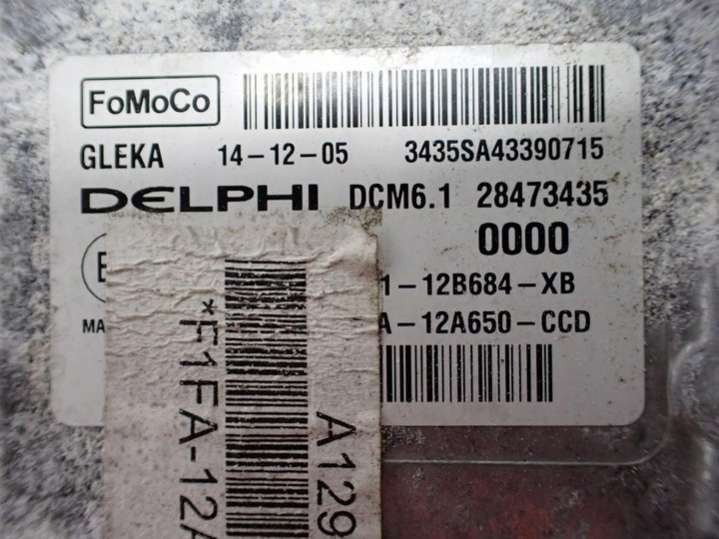 FoMoCo
GLEKA 14-12-05 3435SA43390715
DELPHI DCM6.1 28473435
0000
1-12B684-XB
A-12A650-CCD
MA
*F1FA-12A
A129